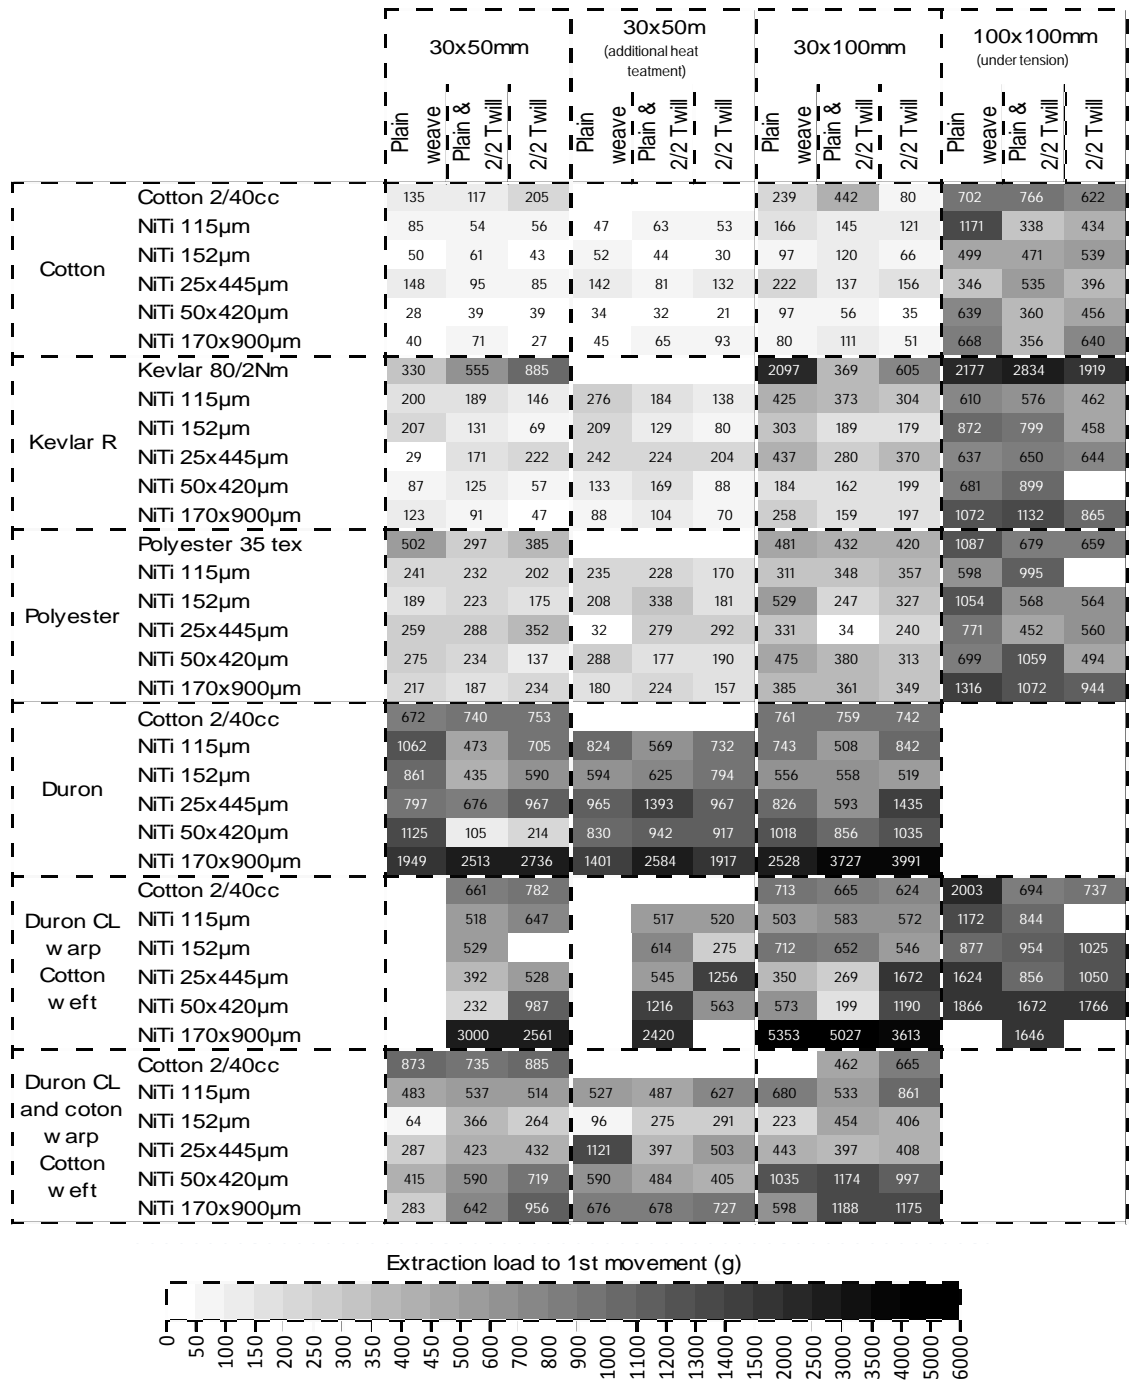 30x50mm 30x50m 30x100mm 100x100mm
(additional heat teatment) (under tension)
Plain weave Plain & 2/2 Twill 2/2 Twill Plain weave Plain & 2/2 Twill 2/2 Twill Plain weave Plain & 2/2 Twill 2/2 Twill Plain weave Plain & 2/2 Twill 2/2 Twill
Cotton
Cotton 2/40cc 135 117 205 239 442 80 702 766 622
NiTi 115µm 85 54 56 47 63 53 166 145 121 1171 338 434
NiTi 152µm 50 61 43 52 44 30 97 120 66 499 471 539
NiTi 25x445µm 148 95 85 142 81 132 222 137 156 346 535 396
NiTi 50x420µm 28 39 39 34 32 21 97 56 35 639 360 456
NiTi 170x900µm 40 71 27 45 65 93 80 111 51 668 356 640
Kevlar R
Kevlar 80/2Nm 330 555 885 2097 369 605 2177 2834 1919
NiTi 115µm 200 189 146 276 184 138 425 373 304 610 576 462
NiTi 152µm 207 131 69 209 129 80 303 189 179 872 799 458
NiTi 25x445µm 29 171 222 242 224 204 437 280 370 637 650 644
NiTi 50x420µm 87 125 57 133 169 88 184 162 199 681 899
NiTi 170x900µm 123 91 47 88 104 70 258 159 197 1072 1132 865
Polyester
Polyester 35 tex 502 297 385 481 432 420 1087 679 659
NiTi 115µm 241 232 202 235 228 170 311 348 357 598 995
NiTi 152µm 189 223 175 208 338 181 529 247 327 1054 568 564
NiTi 25x445µm 259 288 352 32 279 292 331 34 240 771 452 560
NiTi 50x420µm 275 234 137 288 177 190 475 380 313 699 1059 494
NiTi 170x900µm 217 187 234 180 224 157 385 361 349 1316 1072 944
Duron
Cotton 2/40cc 672 740 753 761 759 742
NiTi 115µm 1062 473 705 824 569 732 743 508 842
NiTi 152µm 861 435 590 594 625 794 556 558 519
NiTi 25x445µm 797 676 967 965 1393 967 826 593 1435
NiTi 50x420µm 1125 105 214 830 942 917 1018 856 1035
NiTi 170x900µm 1949 2513 2736 1401 2584 1917 2528 3727 3991
Duron CL
warp
Cotton
weft
Cotton 2/40cc 661 782 713 665 624 2003 694 737
NiTi 115µm 518 647 517 520 503 583 572 1172 844
NiTi 152µm 529 614 275 712 652 546 877 954 1025
NiTi 25x445µm 392 528 545 1256 350 269 1672 1624 856 1050
NiTi 50x420µm 232 987 1216 563 573 199 1190 1866 1672 1766
NiTi 170x900µm 3000 2561 2420 5353 5027 3613 1646
Duron CL
and coton
warp
Cotton
weft
Cotton 2/40cc 873 735 885 462 665
NiTi 115µm 483 537 514 527 487 627 680 533 861
NiTi 152µm 64 366 264 96 275 291 223 454 406
NiTi 25x445µm 287 423 432 1121 397 503 443 397 408
NiTi 50x420µm 415 590 719 590 484 405 1035 1174 997
NiTi 170x900µm 283 642 956 676 678 727 598 1188 1175
Extraction load to 1st movement (g)
0 50 100 150 250 300 350 400 450 500 600 700 800 900 1000 1100 1500 2000 2500 3000 3500 4000 4500 5000 6000